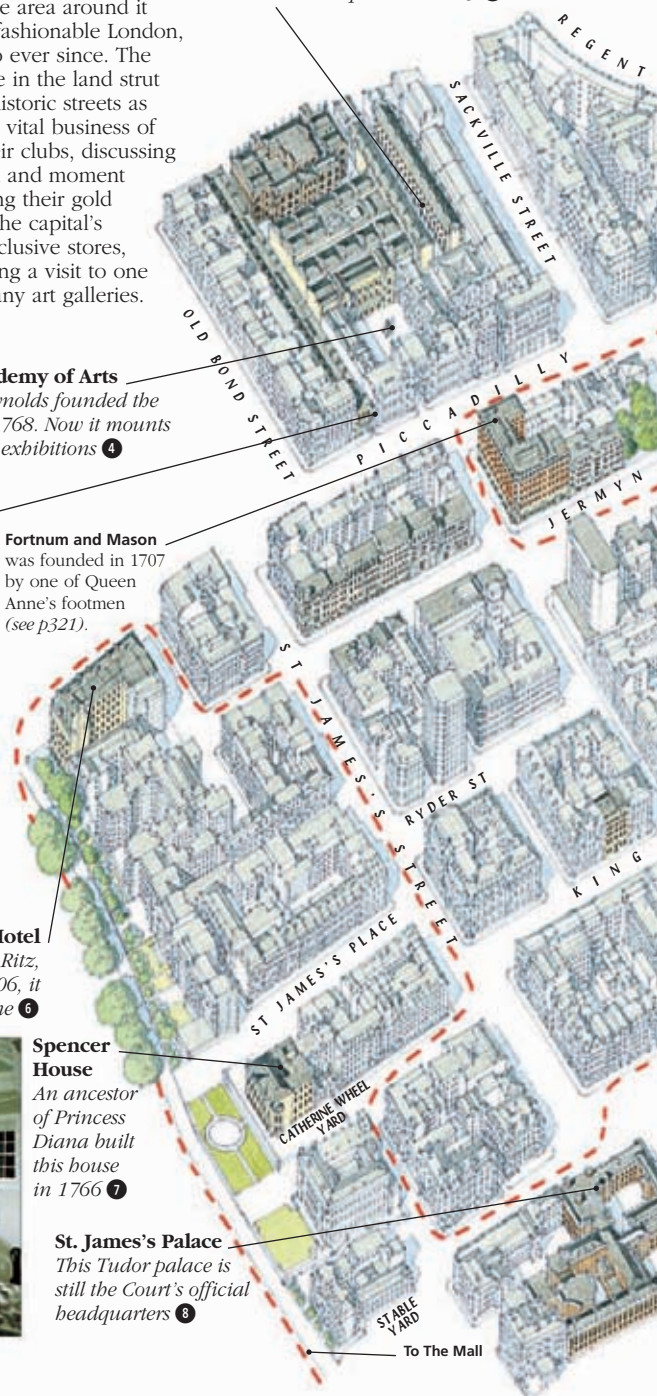 e area around it
fashionable London,
o ever since. The
e in the land strut
istoric streets as
vital business of
eir clubs, discussing
and moment
ng their gold
he capital's
clusive stores,
ng a visit to one
any art galleries.
REGENT
SACKVILLE STREET
OLD BOND STREET
PICCADILLY
JERMYN
demy of Arts
ynolds founded the
768. Now it mounts
exhibitions 4
Fortnum and Mason
was founded in 1707
by one of Queen
Anne's footmen
(see p321).
ST JAMES'S STREET
RYDER ST
KING
ST JAMES'S PLACE
Hotel
Ritz,
06, it
ne 6
Spencer
House
An ancestor
of Princess
Diana built
this house
in 1766 7
CATHERINE WHEEL
YARD
St. James's Palace
This Tudor palace is
still the Court's official
headquarters 8
STABLE
YARD
To The Mall